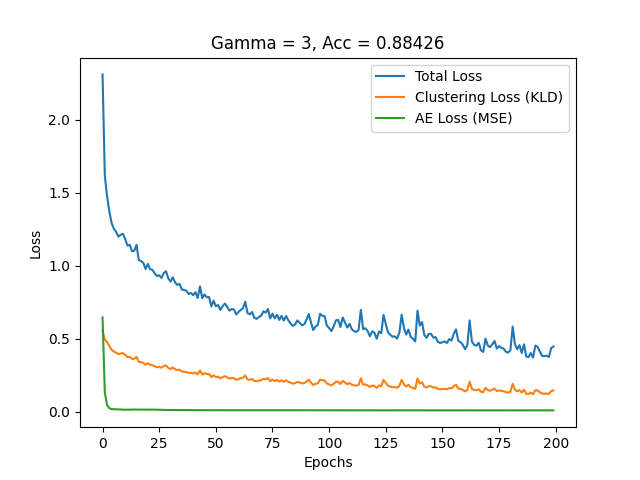 Gamma = 3, Acc = 0.88426
Total Loss
Clustering Loss (KLD)
AE Loss (MSE)
Loss
2.0
1.5
1.0
0.5
0.0
0
25
50
75
100
125
150
175
200
Epochs